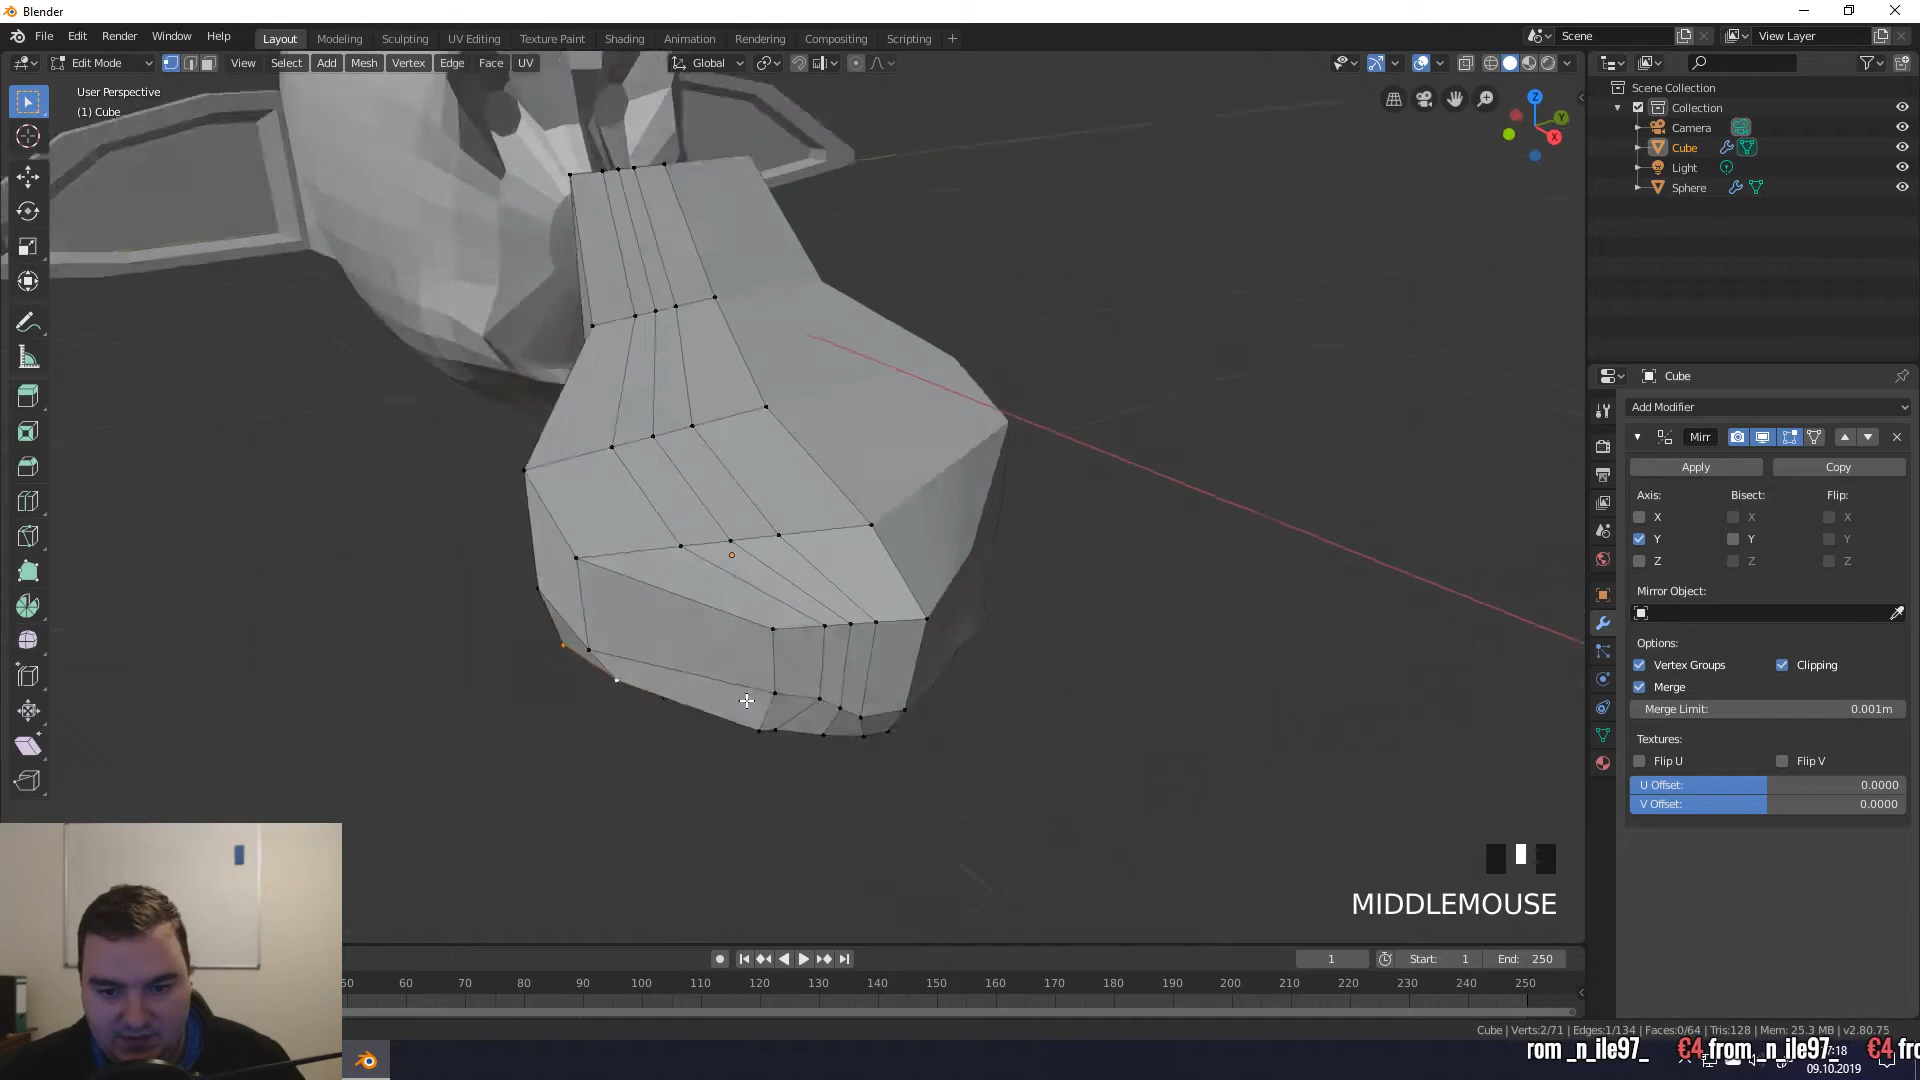 Blender
File Edit Render Window Help
Layout Modeling Sculpting UV Editing Texture Paint Shading Animation Rendering Compositing Scripting +
Scene
View Layer
Edit Mode
View Select Add Mesh Vertex Edge Face UV
Global
User Perspective
(1) Cube
Z
Y
X
Scene Collection
Collection
Camera
Cube
Light
Sphere
Cube
Add Modifier
Mirr
Apply
Copy
Axis: Bisect: Flip:
X X X
Y Y Y
Z Z Z
Mirror Object:
Options:
Vertex Groups Clipping
Merge
Merge Limit: 0.001m
Textures:
Flip U Flip V
U Offset: 0.0000
V Offset: 0.0000
MIDDLEMOUSE
1 Start: 1 End: 250
50 60 70 80 90 100 110 120 130 140 150 160 170 180 190 200 210 220 230 240 250
Cube | Verts:2/71 | Edges:1/134 | Faces:0/64 | Tris:128 | Mem: 25.3 MB | v2.80.75
rom _n_ile97_ €4 from _n_ile97_ €4 fro
7:18
09.10.2019